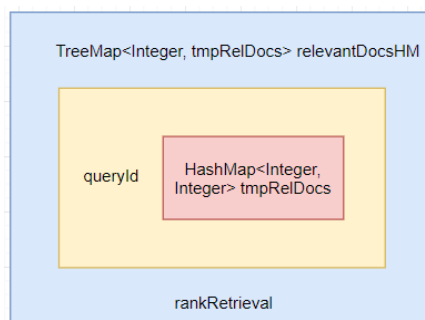 TreeMap<Integer, tmpRelDocs> relevantDocsHM
queryId
HashMap<Integer,
Integer> tmpRelDocs
rankRetrieval